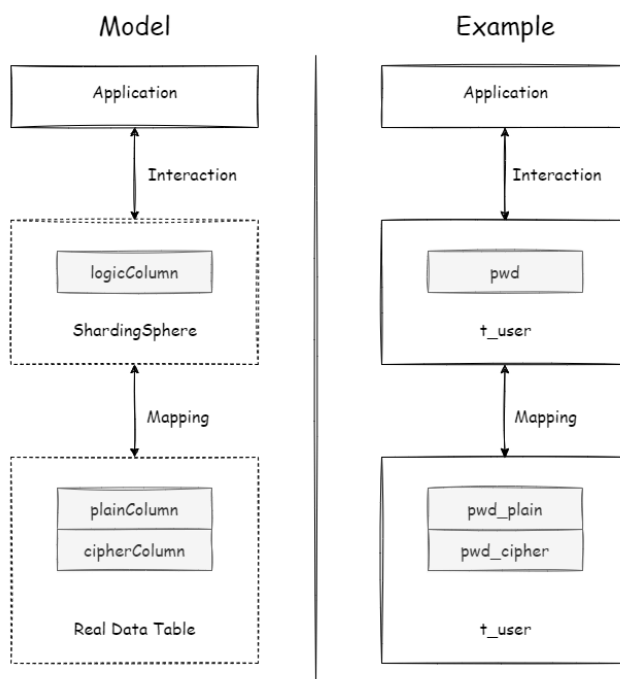 Model
Application
Interaction
logicColumn
ShardingSphere
Mapping
plainColumn
cipherColumn
Real Data Table
Example
Application
Interaction
pwd
t_user
Mapping
pwd_plain
pwd_cipher
t_user